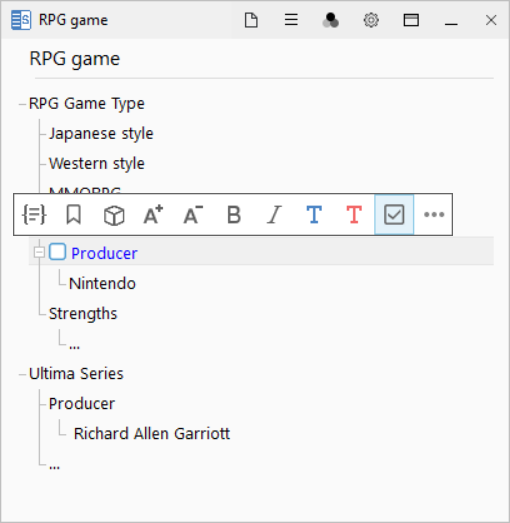 RPG game
RPG game
RPG Game Type
Japanese style
Western style
MMORPG
{≡} A+ A- B I T T ...
Producer
Nintendo
Strengths
...
Ultima Series
Producer
Richard Allen Garriott
...